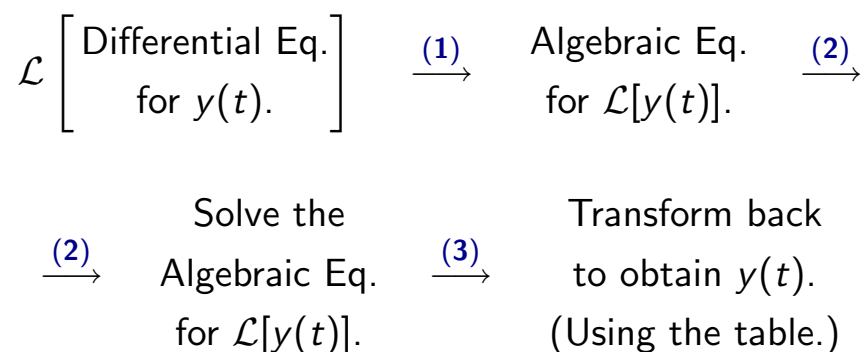 ℒ [Differential Eq. for y(t).] (1) ⟶ Algebraic Eq. for ℒ[y(t)]. (2) ⟶
(2) ⟶ Solve the Algebraic Eq. for ℒ[y(t)]. (3) ⟶ Transform back to obtain y(t). (Using the table.)